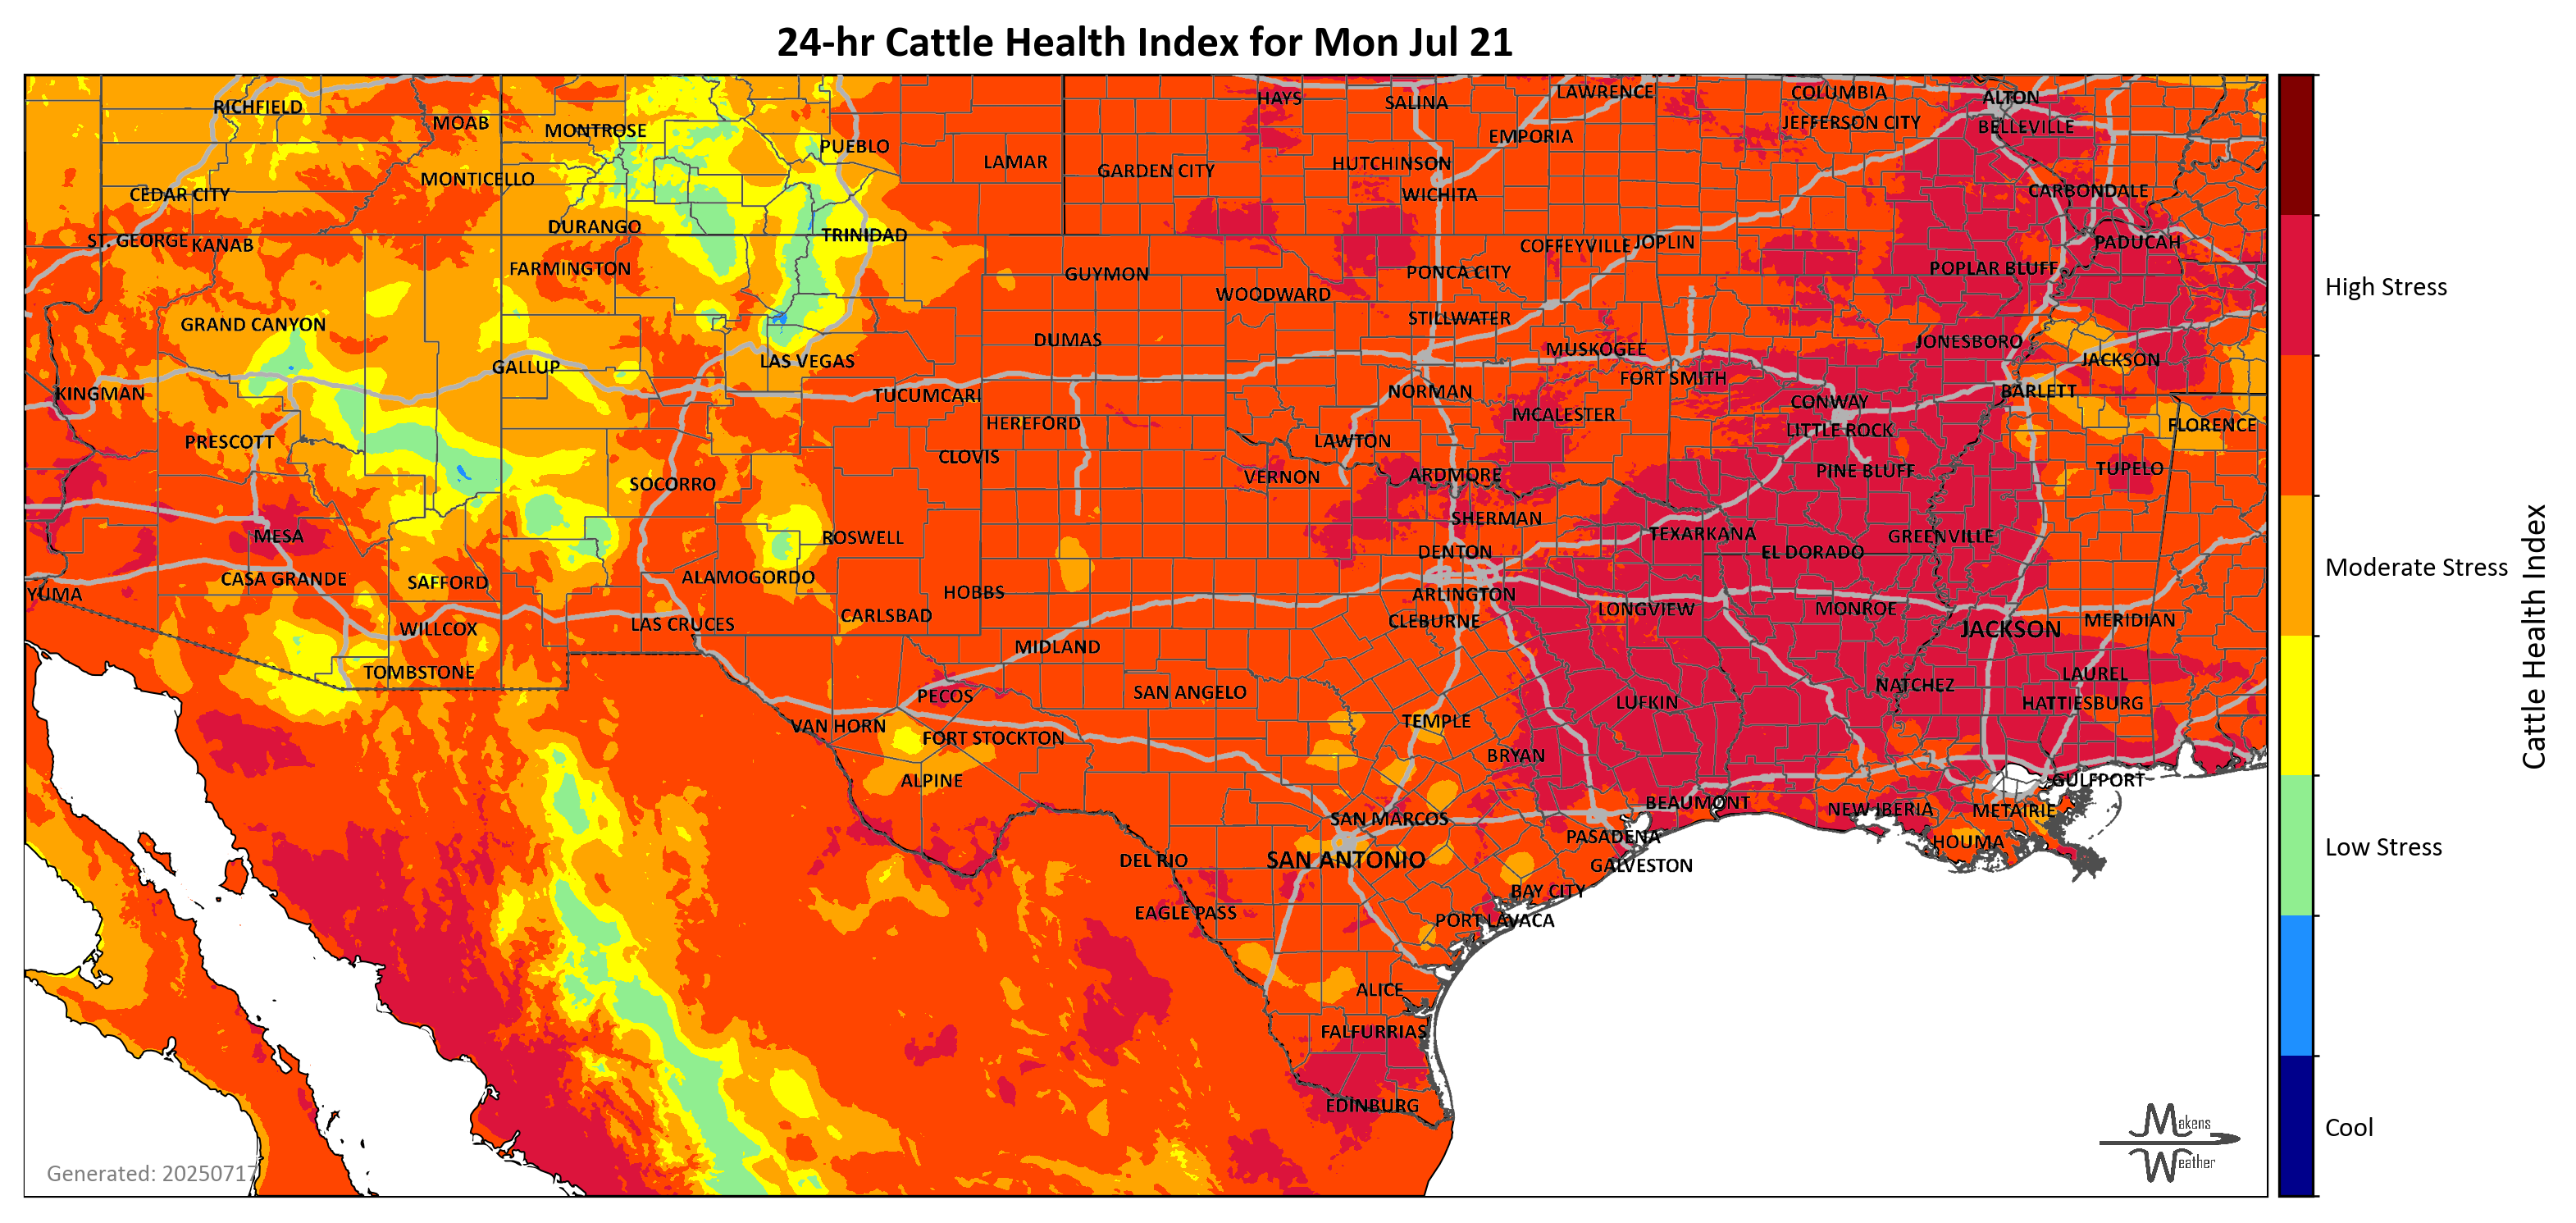 24-hr Cattle Health Index for Mon Jul 21
RICHFIELD
MOAB
MONTROSE
PUEBLO
LAMAR
GARDEN CITY
HAYS
SALINA
LAWRENCE
COLUMBIA
ALTON
EMPORIA
JEFFERSON CITY
BELLEVILLE
HUTCHINSON
MONTICELLO
CEDAR CITY
WICHITA
CARBONDALE
DURANGO
TRINIDAD
ST. GEORGE
KANAB
COFFEYVILLE
JOPLIN
PADUCAH
FARMINGTON
GUYMON
PONCA CITY
POPLAR BLUFF
High Stress
WOODWARD
GRAND CANYON
STILLWATER
DUMAS
JONESBORO
MUSKOGEE
LAS VEGAS
JACKSON
GALLUP
FORT SMITH
KINGMAN
TUCUMCARI
NORMAN
BARLETT
CONWAY
HEREFORD
MCALESTER
FLORENCE
PRESCOTT
LAWTON
LITTLE ROCK
CLOVIS
VERNON
ARDMORE
PINE BLUFF
TUPELO
SOCORRO
SHERMAN
MESA
ROSWELL
TEXARKANA
GREENVILLE
DENTON
EL DORADO
Moderate Stress
CASA GRANDE
SAFFORD
ALAMOGORDO
HOBBS
ARLINGTON
YUMA
CARLSBAD
LONGVIEW
MONROE
CLEBURNE
MERIDIAN
WILLCOX
LAS CRUCES
JACKSON
MIDLAND
TOMBSTONE
LAUREL
Cattle Health Index
PECOS
SAN ANGELO
NATCHEZ
LUFKIN
HATTIESBURG
VAN HORN
FORT STOCKTON
TEMPLE
BRYAN
ALPINE
GULFPORT
BEAUMONT
NEW IBERIA
METAIRIE
SAN MARCOS
PASADENA
HOUMA
Low Stress
DEL RIO
SAN ANTONIO
GALVESTON
BAY CITY
EAGLE PASS
PORT LAVACA
ALICE
FALFURRIAS
EDINBURG
Makens
Weather
Cool
Generated: 20250717